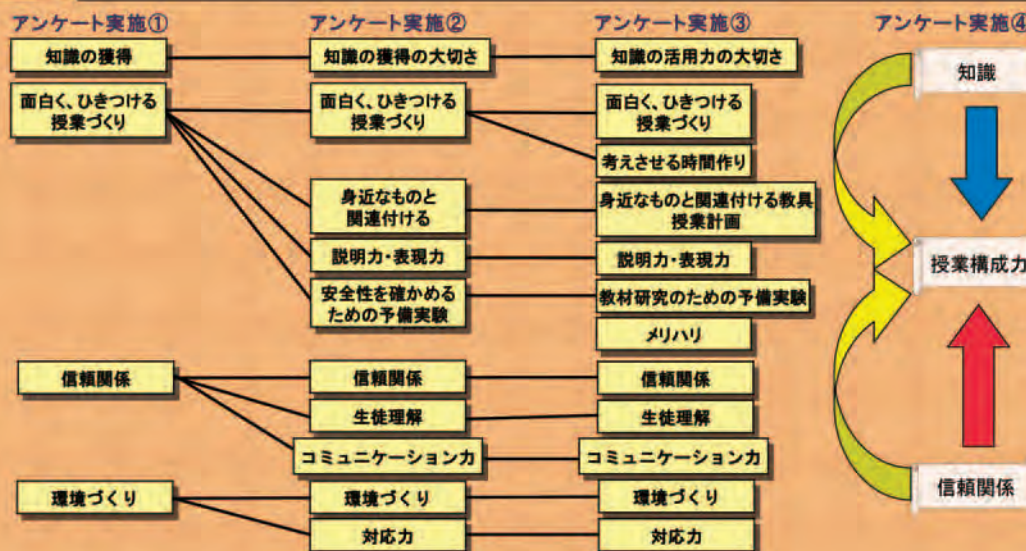 アンケート実施①
アンケート実施②
アンケート実施③
アンケート実施④
知識の獲得
知識の獲得の大切さ
知識の活用力の大切さ
知識
面白く、ひきつける
授業づくり
面白く、ひきつける
授業づくり
面白く、ひきつける
授業づくり
考えさせる時間作り
身近なものと
関連付ける
身近なものと関連付ける教具
授業計画
説明力・表現力
説明力・表現力
授業構成力
安全性を確かめる
ための予備実験
教材研究のための予備実験
メリハリ
信頼関係
信頼関係
信頼関係
生徒理解
生徒理解
コミュニケーション力
コミュニケーション力
環境づくり
環境づくり
環境づくり
信頼関係
対応力
対応力